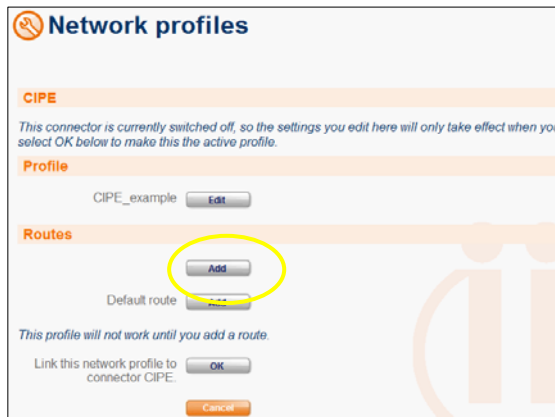 Network profiles
CIPE
This connector is currently switched off, so the settings you edit here will only take effect when you
select OK below to make this the active profile.
Profile
CIPE_example Edit
Routes
Add
Default route Add
This profile will not work until you add a route.
Link this network profile to
connector CIPE. OK
Cancel